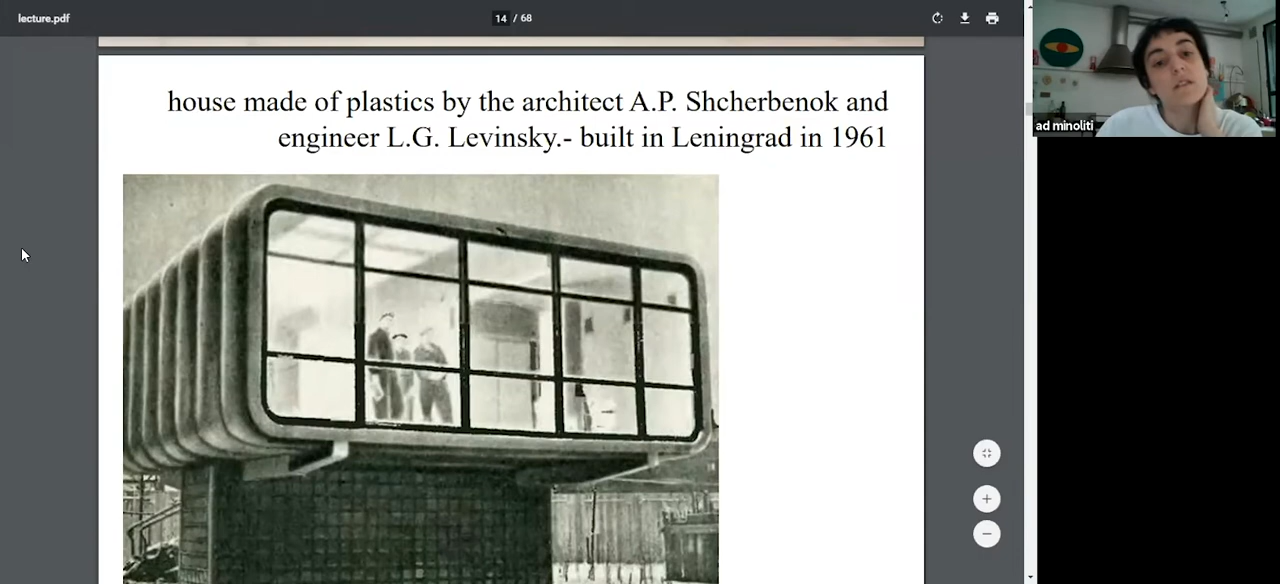 lecture.pdf
14 / 68
house made of plastics by the architect A.P. Shcherbenok and
engineer L.G. Levinsky.- built in Leningrad in 1961
ad minoliti